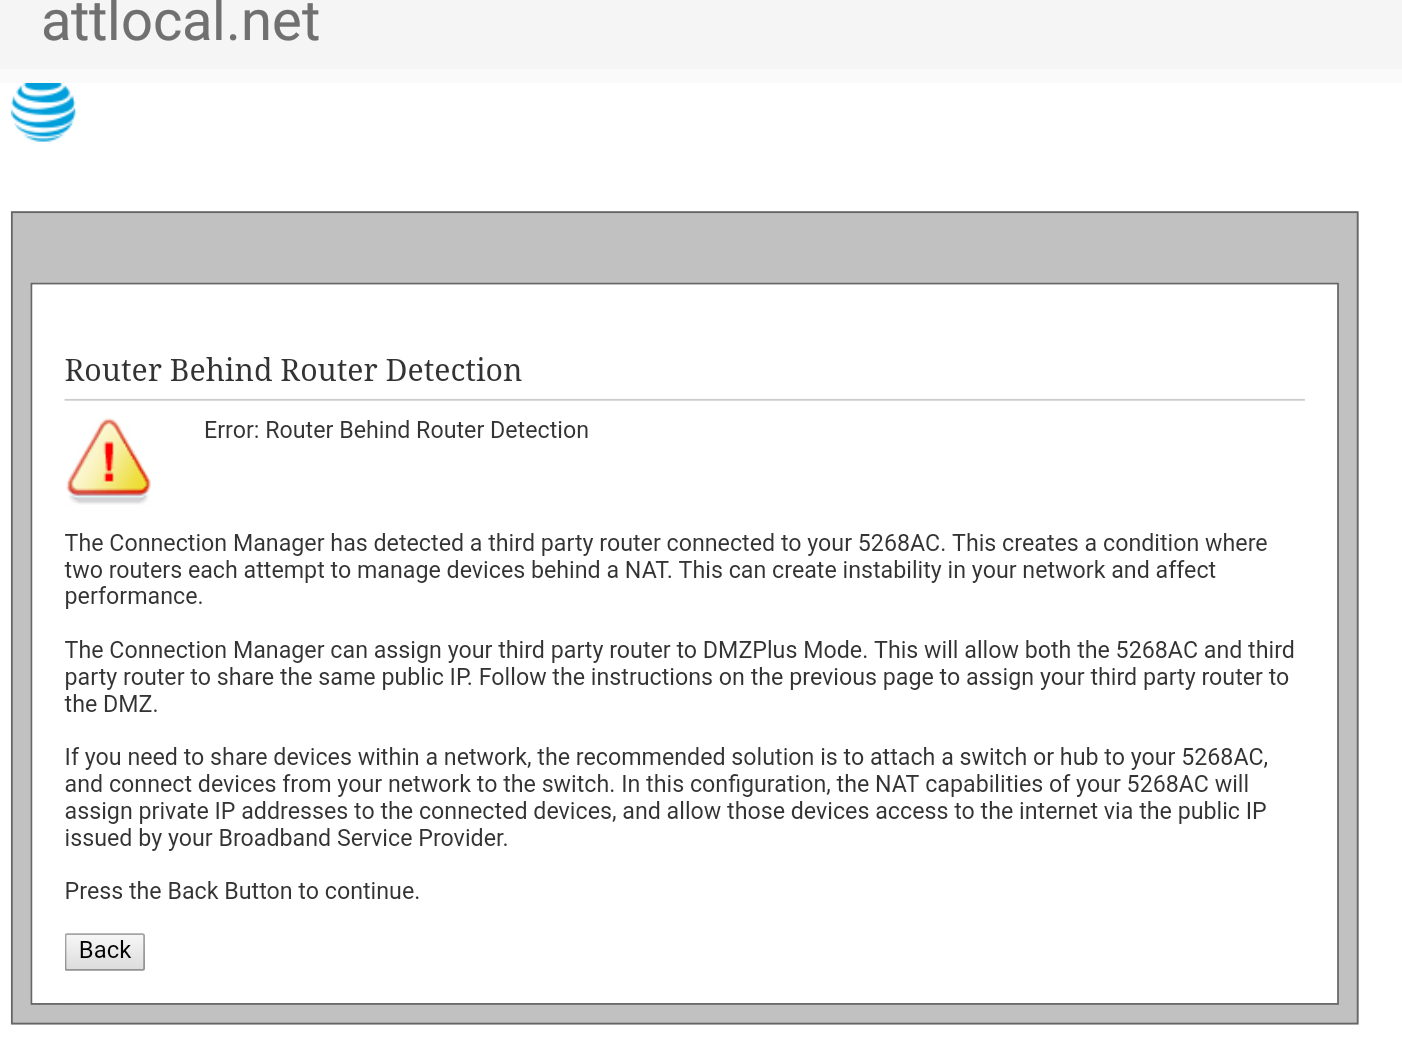 attlocal.net
Router Behind Router Detection
Error: Router Behind Router Detection
The Connection Manager has detected a third party router connected to your 5268AC. This creates a condition where
two routers each attempt to manage devices behind a NAT. This can create instability in your network and affect
performance.
The Connection Manager can assign your third party router to DMZPlus Mode. This will allow both the 5268AC and third
party router to share the same public IP. Follow the instructions on the previous page to assign your third party router to
the DMZ.
If you need to share devices within a network, the recommended solution is to attach a switch or hub to your 5268AC,
and connect devices from your network to the switch. In this configuration, the NAT capabilities of your 5268AC will
assign private IP addresses to the connected devices, and allow those devices access to the internet via the public IP
issued by your Broadband Service Provider.
Press the Back Button to continue.
Back